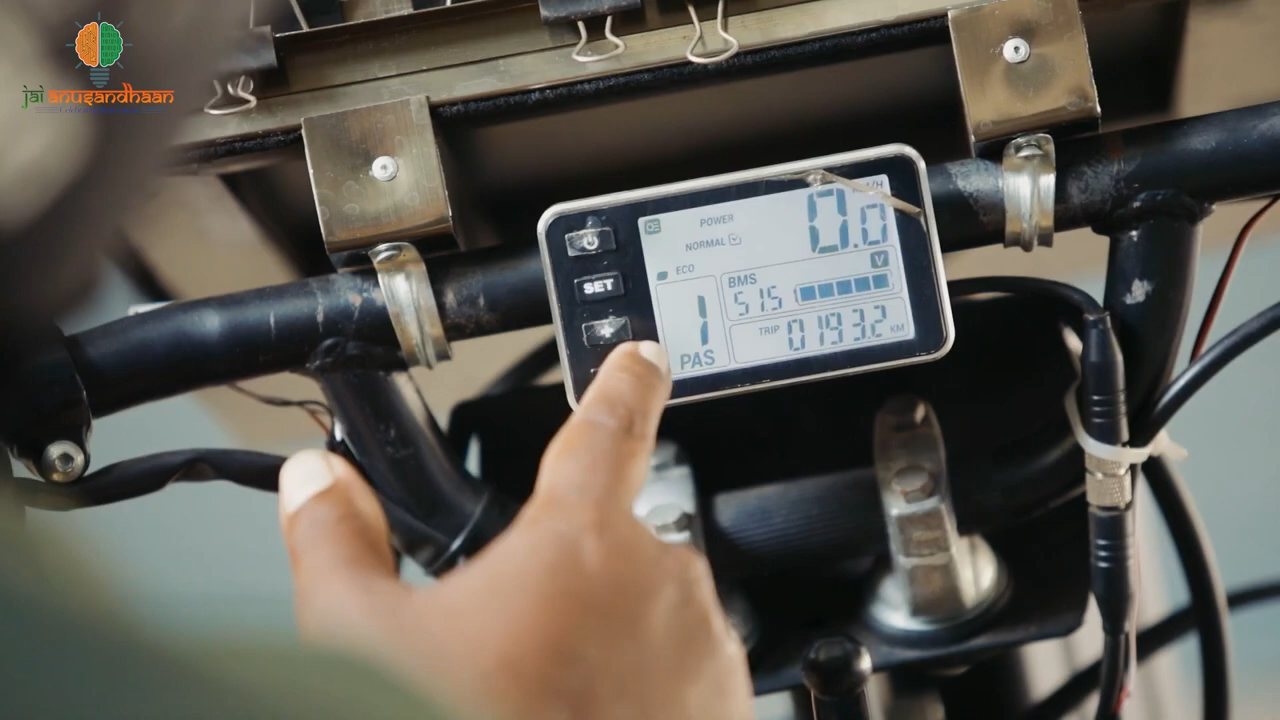 jai anusandhaan
POWER
NORMAL
ECO
0.0
SET
V
BMS
51.5
1
PAS
TRIP 0193.2 KM